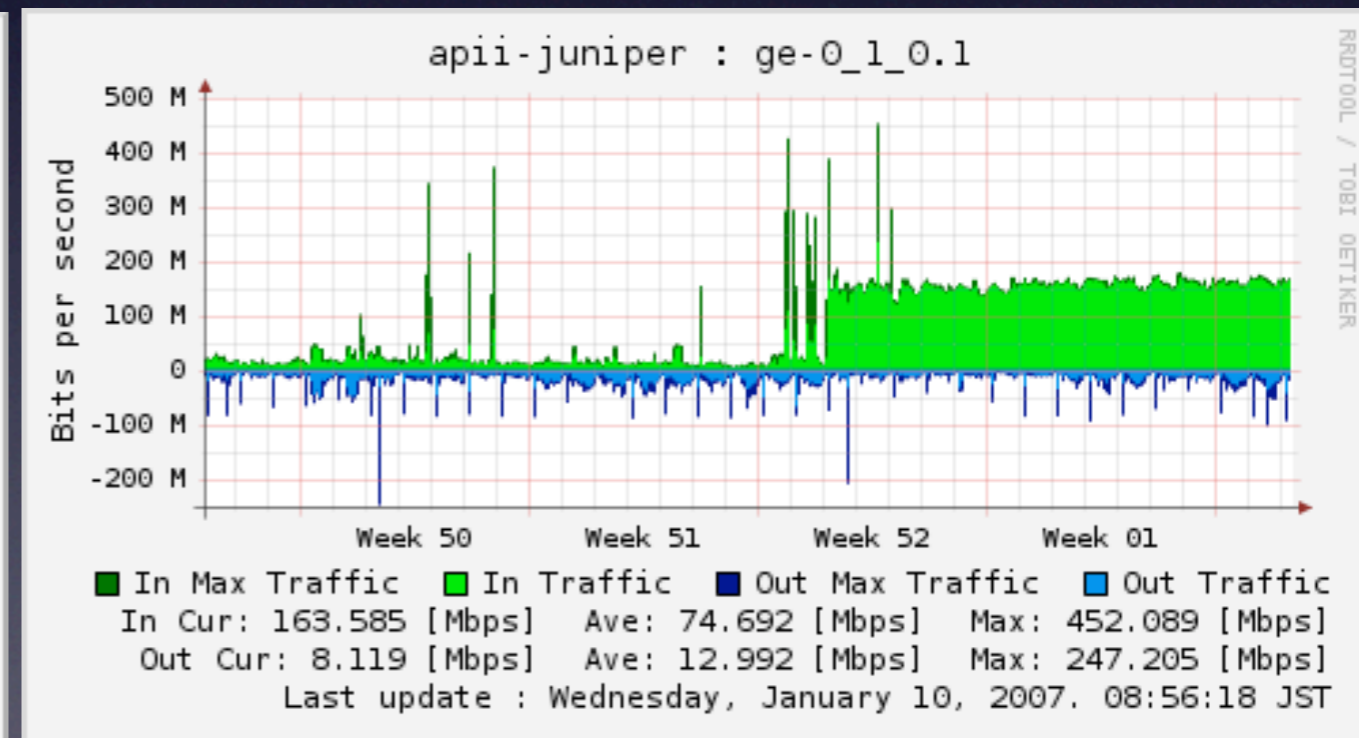 apii-juniper : ge-0_1_0.1
RRDTOOL / TOBI OETIKER
Bits per second
500 M
400 M
300 M
200 M
100 M
0
-100 M
-200 M
Week 50 Week 51 Week 52 Week 01
In Max Traffic In Traffic Out Max Traffic Out Traffic
In Cur: 163.585 [Mbps] Ave: 74.692 [Mbps] Max: 452.089 [Mbps]
Out Cur: 8.119 [Mbps] Ave: 12.992 [Mbps] Max: 247.205 [Mbps]
Last update : Wednesday, January 10, 2007. 08:56:18 JST